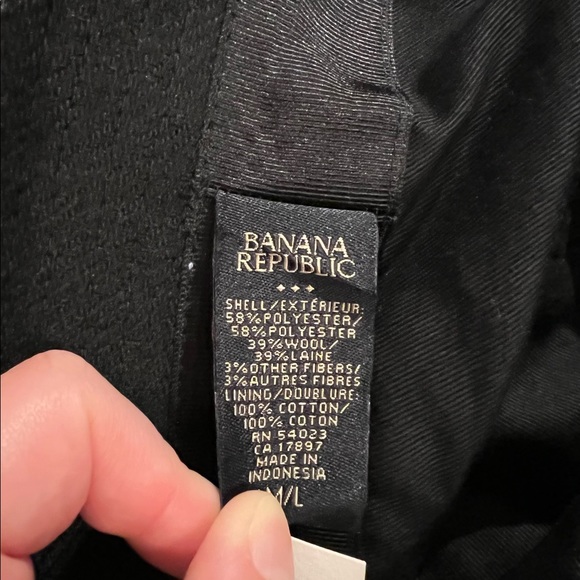 BANANA
REPUBLIC
SHELL/EXTÉRIEUR:
58%POLYESTER/
58%POLYESTER
39%WOOL/
39%LAINE
3%OTHER FIBERS/
3%AUTRES FIBRES
LINING/DOUBLURE:
100% COTTON/
100% COTON
RN 54023
CA 17897
MADE IN
INDONESIA
M/L